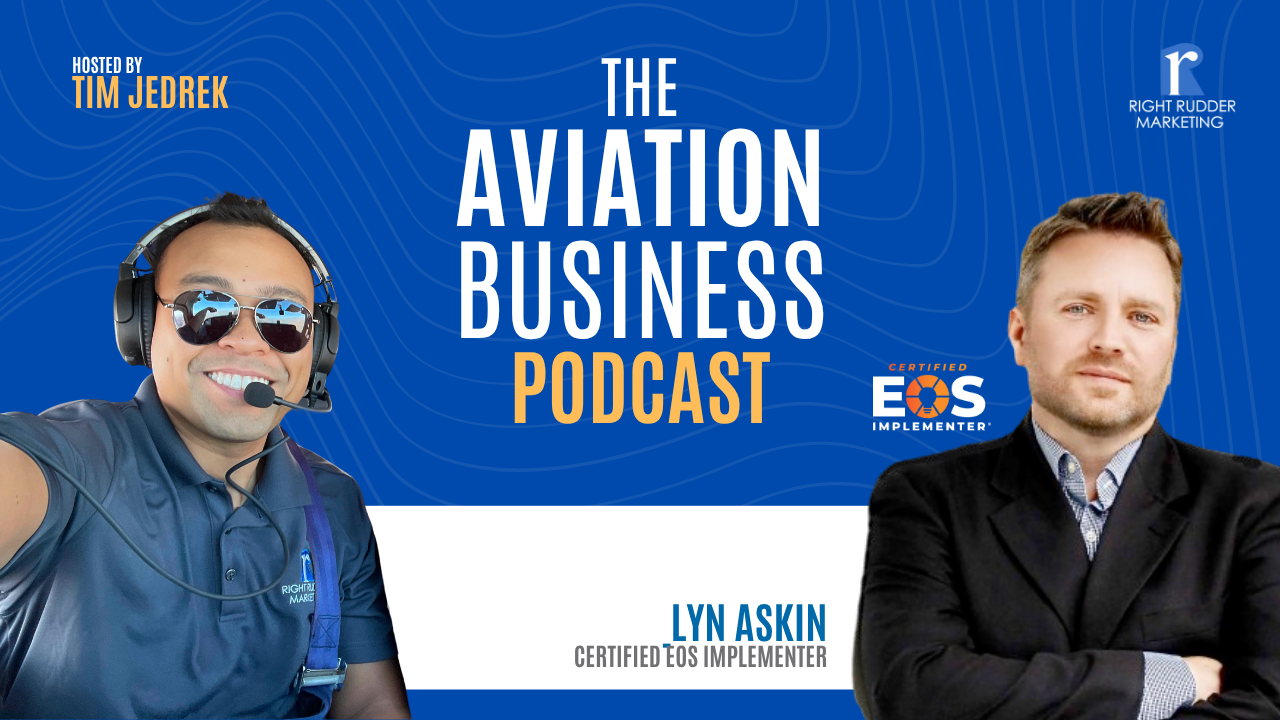 HOSTED BY
TIM JEDREK
THE
AVIATION
BUSINESS
PODCAST
r
RIGHT RUDDER
MARKETING
CERTIFIED
EOS
IMPLEMENTER
RIGHT
LYN ASKIN
CERTIFIED EOS IMPLEMENTER